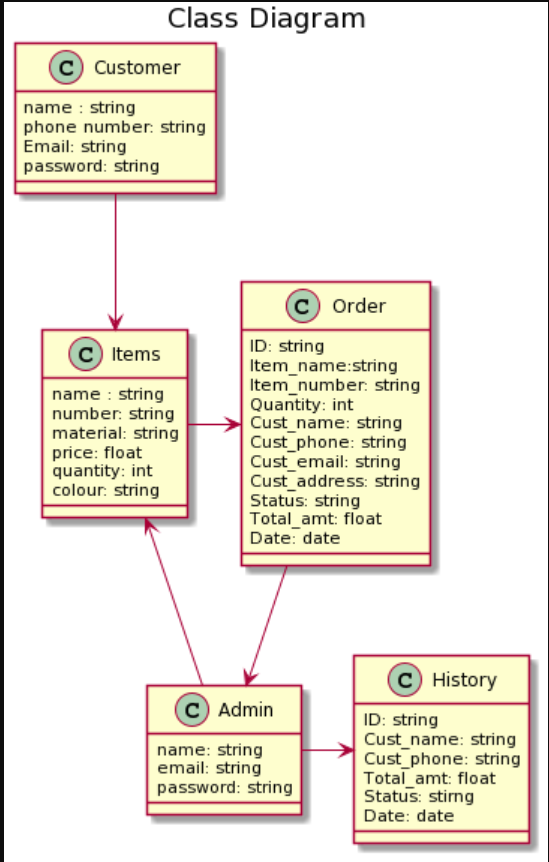 Class Diagram
C Customer
name : string
phone number: string
Email: string
password: string
C Items
name : string
number: string
material: string
price: float
quantity: int
colour: string
C Order
ID: string
Item_name:string
Item_number: string
Quantity: int
Cust_name: string
Cust_phone: string
Cust_email: string
Cust_address: string
Status: string
Total_amt: float
Date: date
C Admin
name: string
email: string
password: string
C History
ID: string
Cust_name: string
Cust_phone: string
Total_amt: float
Status: stirng
Date: date